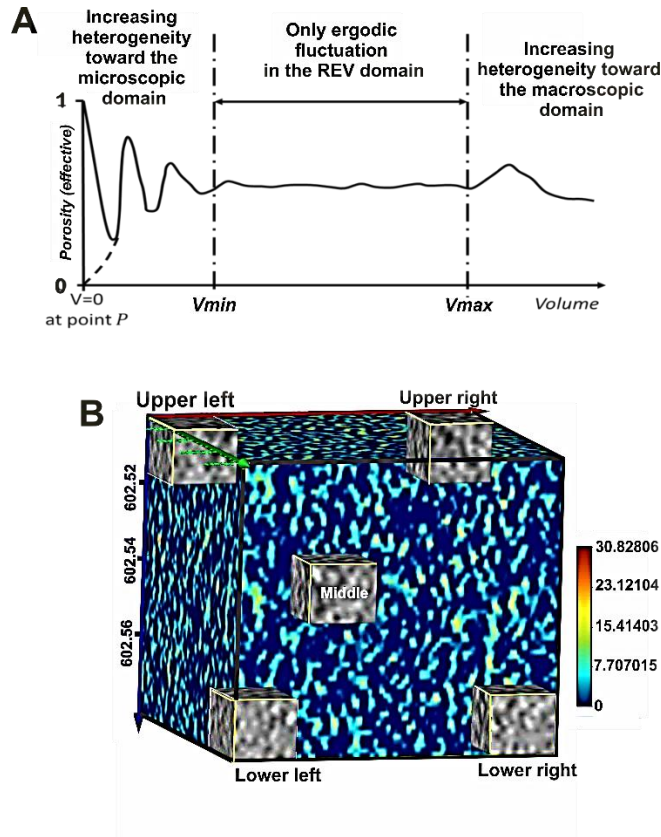 A
Increasing
heterogeneity
toward the
microscopic
domain
Only ergodic
fluctuation
in the REV domain
Increasing
heterogeneity toward
the macroscopic
domain
1
Porosity (effective)
0
V=0
at point P
Vmin
Vmax
Volume
B
Upper left
Upper right
602.52
602.54
602.56
Middle
30.82806
23.12104
15.41403
7.707015
0
Lower left
Lower right